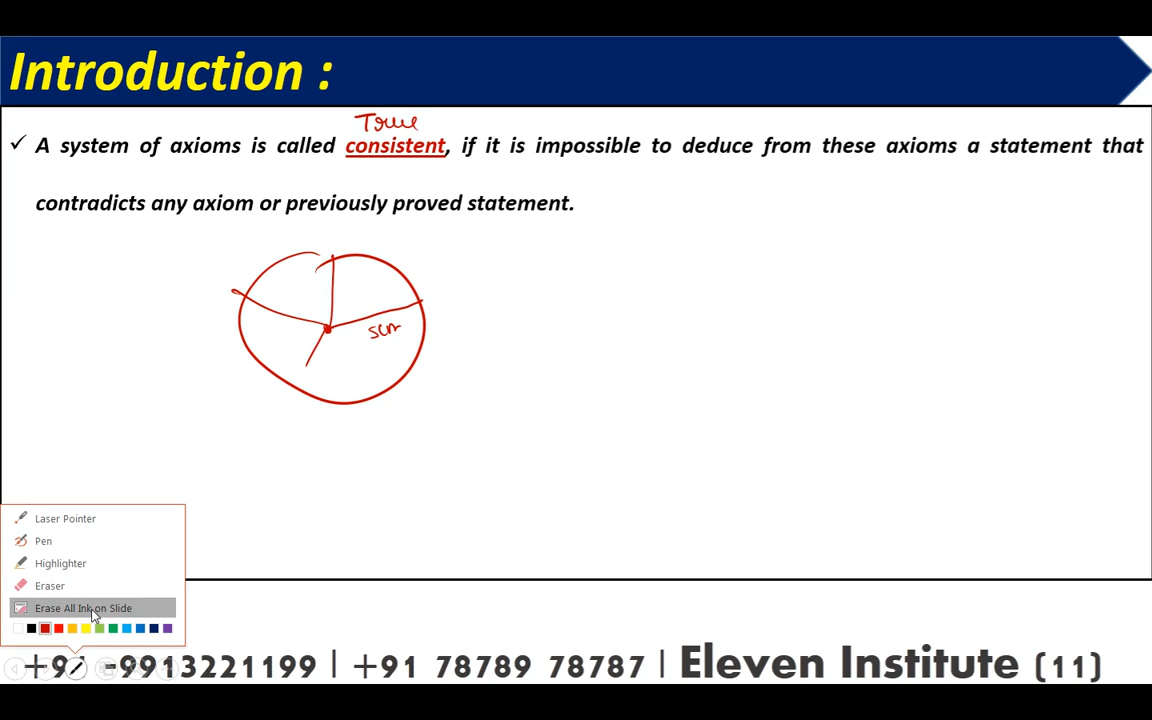 Introduction :
True
✓ A system of axioms is called consistent, if it is impossible to deduce from these axioms a statement that
contradicts any axiom or previously proved statement.
5cm
Laser Pointer
Pen
Highlighter
Eraser
Erase All Ink on Slide
+91 -9913221199 | +91 78789 78787 | Eleven Institute (11)